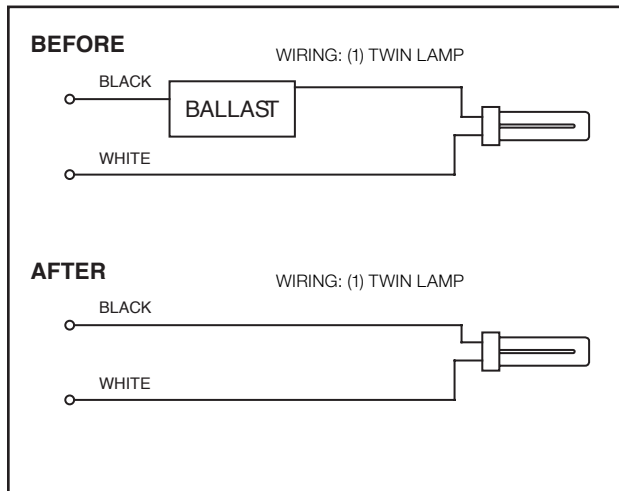 BEFORE
WIRING: (1) TWIN LAMP
BLACK
BALLAST
WHITE
AFTER
WIRING: (1) TWIN LAMP
BLACK
WHITE